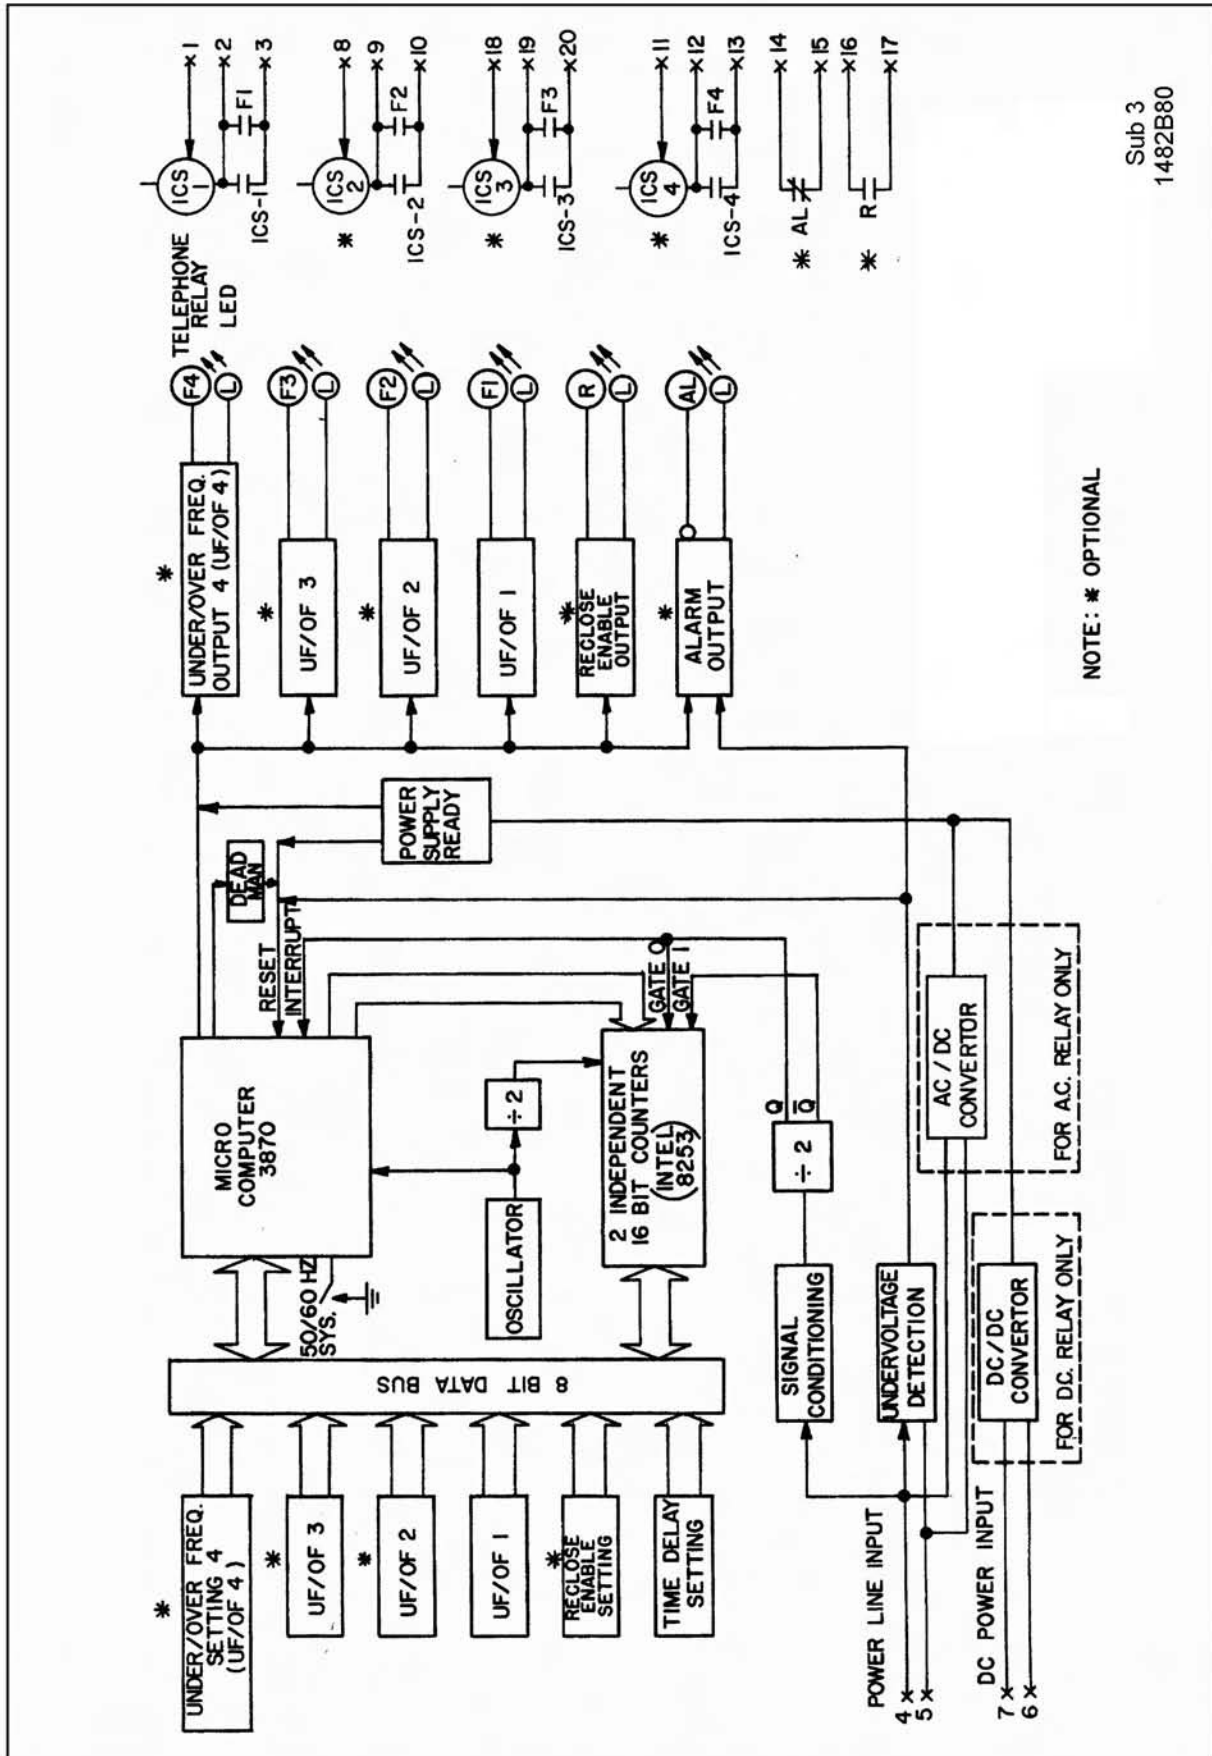 *
UNDER/OVER FREQ.
SETTING 4
(UF/OF 4)
*
UF/OF 3
*
UF/OF 2
UF/OF 1
*
RECLOSE
ENABLE
SETTING
TIME DELAY
SETTING
8 BIT DATA BUS
MICRO
COMPUTER
3870
50/60 HZ
SYS.
RESET
INTERRUPT
DEAD
MAN
OSCILLATOR
÷2
2 INDEPENDENT
16 BIT COUNTERS
(INTEL
8253)
GATE 0
GATE 1
POWER
SUPPLY
READY
SIGNAL
CONDITIONING
÷ 2
Q
Q̅
POWER LINE INPUT
4
5
UNDERVOLTAGE
DETECTION
AC/DC
CONVERTOR
FOR A.C. RELAY ONLY
DC POWER INPUT
7
6
DC/DC
CONVERTOR
FOR D.C. RELAY ONLY
*
UNDER/OVER FREQ.
OUTPUT 4 (UF/OF 4)
*
UF/OF 3
*
UF/OF 2
UF/OF 1
*
RECLOSE
ENABLE
OUTPUT
*
ALARM
OUTPUT
TELEPHONE
RELAY
LED
F4
L
F3
L
F2
L
F1
L
R
L
AL
L
ICS
1
ICS-1
F1
1
2
3
*
ICS
2
ICS-2
F2
8
9
10
*
ICS
3
ICS-3
F3
18
19
20
*
ICS
4
ICS-4
F4
11
12
13
* AL
14
15
* R
16
17
NOTE: * OPTIONAL
Sub 3
1482B80